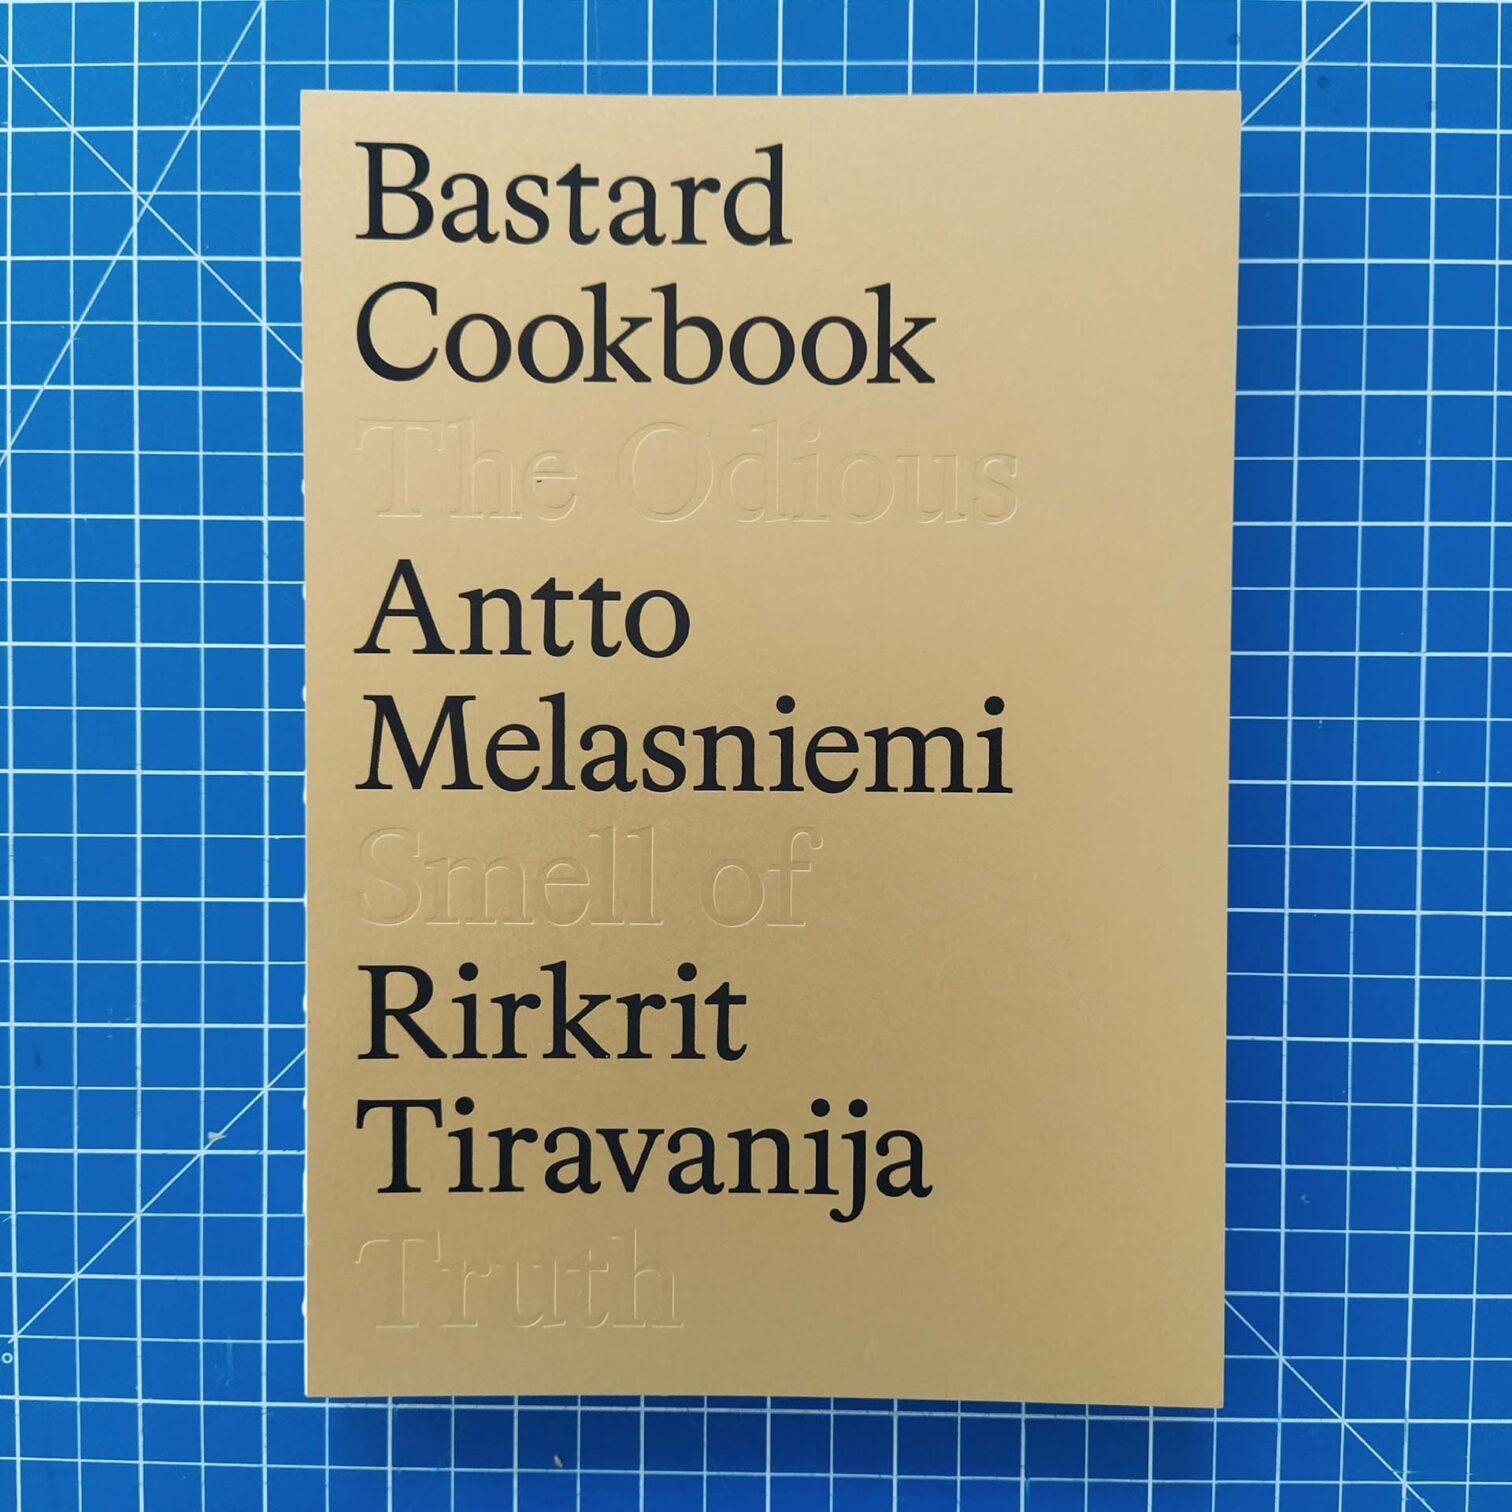 Bastard
Cookbook
The Odious
Antto
Melasniemi
Smell of
Rirkrit
Tiravanija
Truth